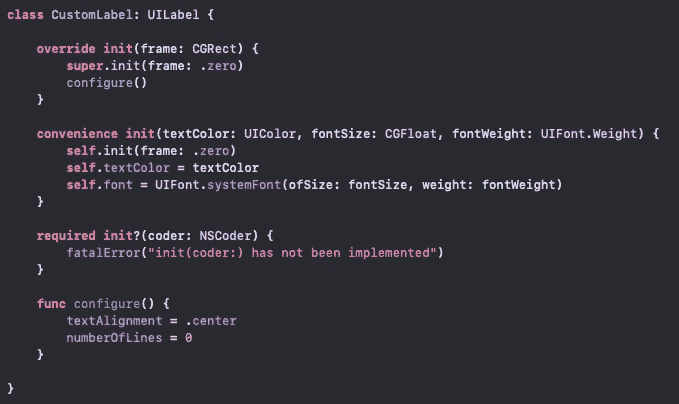 class CustomLabel: UILabel {
override init(frame: CGRect) {
super.init(frame: .zero)
configure()
}
convenience init(textColor: UIColor, fontSize: CGFloat, fontWeight: UIFont.Weight) {
self.init(frame: .zero)
self.textColor = textColor
self.font = UIFont.systemFont(ofSize: fontSize, weight: fontWeight)
}
required init?(coder: NSCoder) {
fatalError("init(coder:) has not been implemented")
}
func configure() {
textAlignment = .center
numberOfLines = 0
}
}